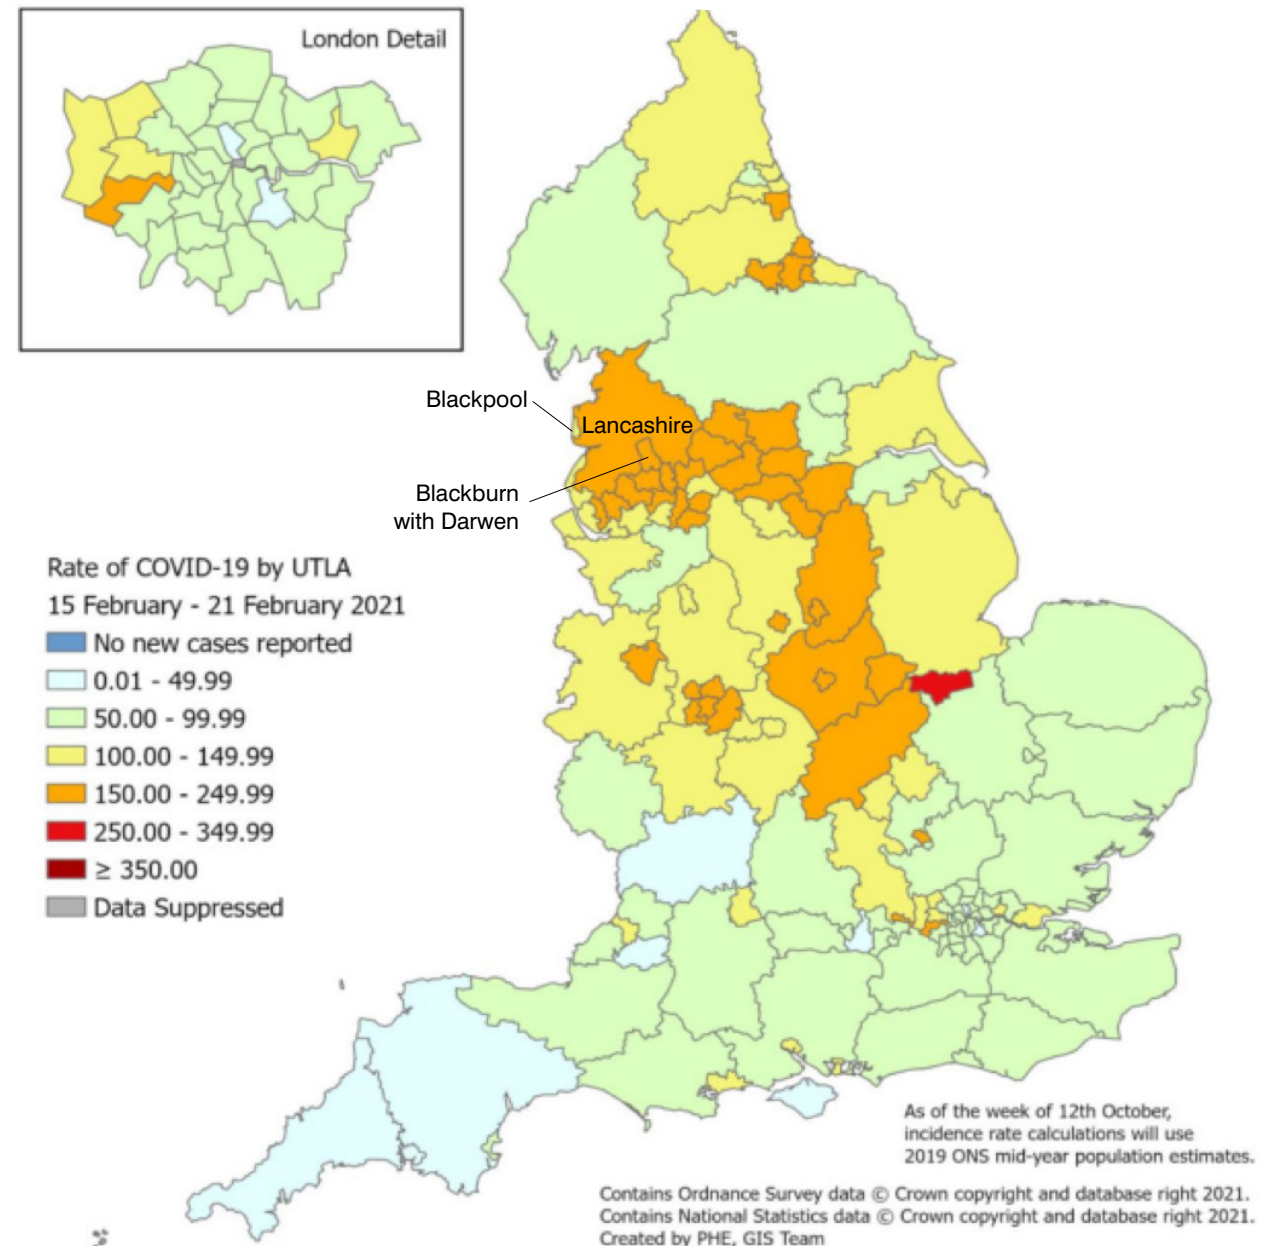 London Detail
Blackpool
Lancashire
Blackburn
with Darwen
Rate of COVID-19 by UTLA
15 February - 21 February 2021
No new cases reported
0.01 - 49.99
50.00 - 99.99
100.00 - 149.99
150.00 - 249.99
250.00 - 349.99
≥ 350.00
Data Suppressed
As of the week of 12th October,
incidence rate calculations will use
2019 ONS mid-year population estimates.
Contains Ordnance Survey data © Crown copyright and database right 2021.
Contains National Statistics data © Crown copyright and database right 2021.
Created by PHE, GIS Team